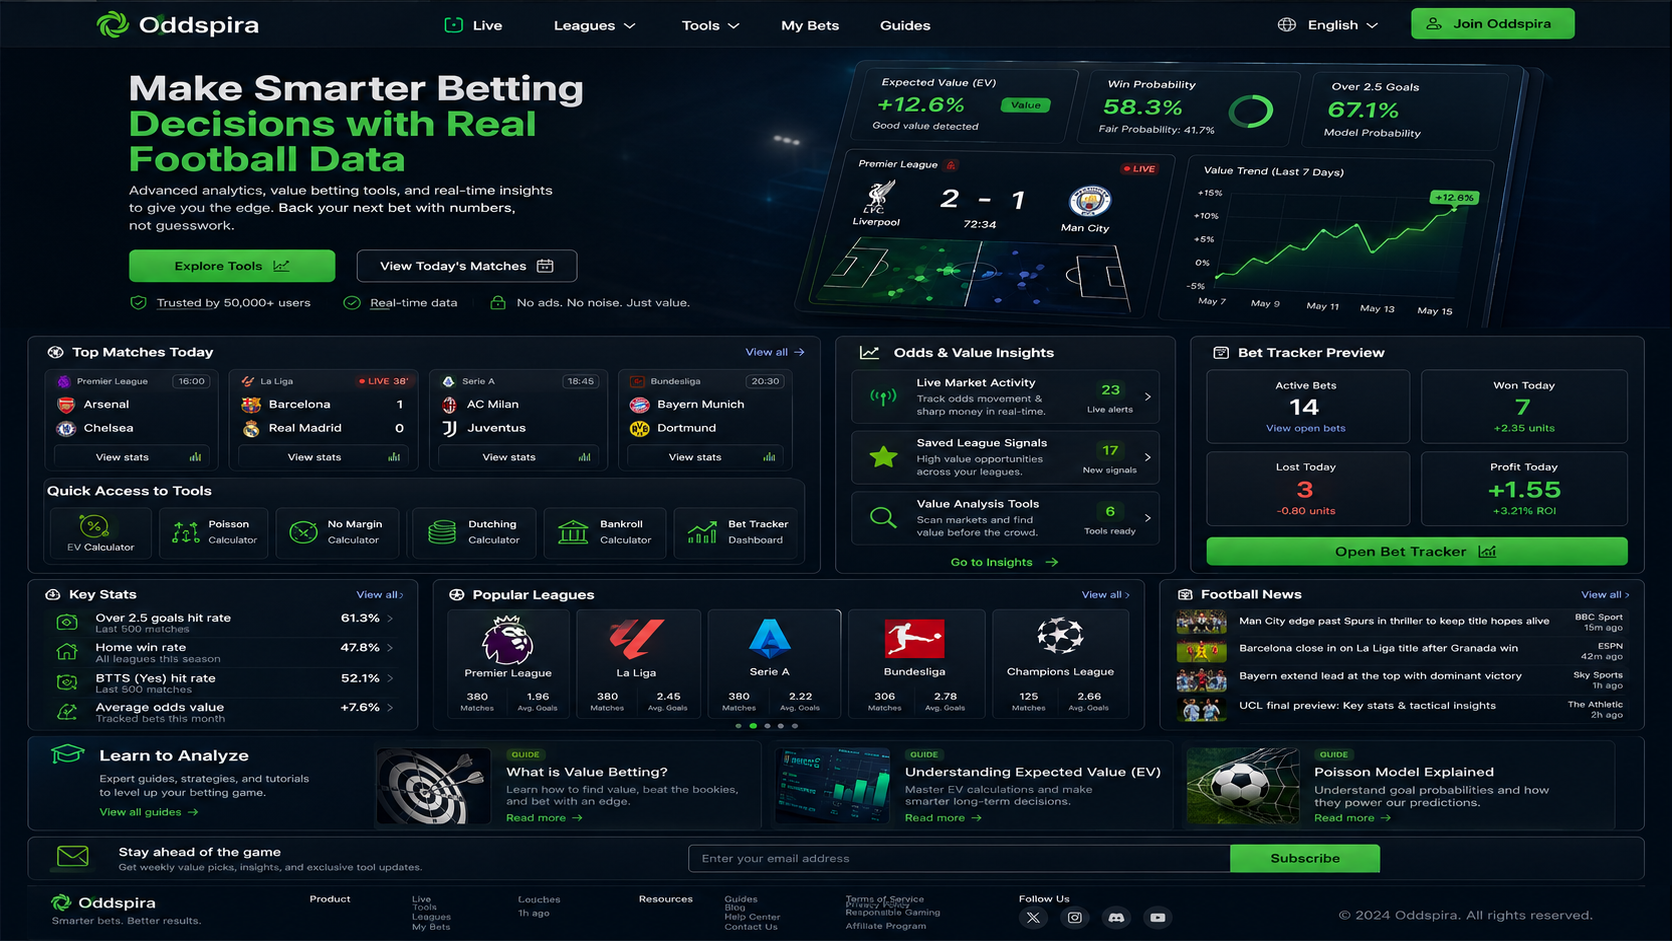 Oddspira
Live
Leagues
Tools
My Bets
Guides
English
Join Oddspira
Make Smarter Betting
Decisions with Real
Football Data
Advanced analytics, value betting tools, and real-time insights
to give you the edge. Back your next bet with numbers,
not guesswork.
Explore Tools
View Today's Matches
Trusted by 50,000+ users
Real-time data
No ads. No noise. Just value.
Expected Value (EV)
+12.6%
Value
Good value detected
Win Probability
58.3%
Fair Probability: 41.7%
Over 2.5 Goals
67.1%
Model Probability
Premier League
LIVE
L.F.C.
Liverpool
2 - 1
72:34
Man City
Value Trend (Last 7 Days)
+15%
+10%
+5%
0%
-5%
+12.6%
May 7
May 9
May 11
May 13
May 15
Top Matches Today
View all
Premier League
16:00
Arsenal
Chelsea
View stats
La Liga
LIVE 38'
Barcelona 1
Real Madrid 0
View stats
Serie A
18:45
AC Milan
Juventus
View stats
Bundesliga
20:30
Bayern Munich
Dortmund
View stats
Quick Access to Tools
EV Calculator
Poisson
Calculator
No Margin
Calculator
Dutching
Calculator
Bankroll
Calculator
Bet Tracker
Dashboard
Odds & Value Insights
Live Market Activity
Track odds movement &
sharp money in real-time.
23
Live alerts
Saved League Signals
High value opportunities
across your leagues.
17
New signals
Value Analysis Tools
Scan markets and find
value before the crowd.
6
Tools ready
Go to Insights
Bet Tracker Preview
Active Bets
14
View open bets
Won Today
7
+2.35 units
Lost Today
3
-0.80 units
Profit Today
+1.55
+3.21% ROI
Open Bet Tracker
Key Stats
View all
Over 2.5 goals hit rate
Last 500 matches
61.3%
Home win rate
All leagues this season
47.8%
BTTS (Yes) hit rate
Last 500 matches
52.1%
Average odds value
Tracked bets this month
+7.6%
Popular Leagues
View all
Premier League
380
Matches
1.96
Avg. Goals
La Liga
380
Matches
2.45
Avg. Goals
Serie A
380
Matches
2.22
Avg. Goals
Bundesliga
306
Matches
2.78
Avg. Goals
Champions League
125
Matches
2.66
Avg. Goals
Football News
View all
Man City edge past Spurs in thriller to keep title hopes alive
BBC Sport
15m ago
Barcelona close in on La Liga title after Granada win
ESPN
42m ago
Bayern extend lead at the top with dominant victory
Sky Sports
1h ago
UCL final preview: Key stats & tactical insights
The Athletic
2h ago
Learn to Analyze
Expert guides, strategies, and tutorials
to level up your betting game.
View all guides
GUIDE
What is Value Betting?
Learn how to find value, beat the bookies,
and bet with an edge.
Read more
GUIDE
Understanding Expected Value (EV)
Master EV calculations and make
smarter long-term decisions.
Read more
GUIDE
Poisson Model Explained
Understand goal probabilities and how
they power our predictions.
Read more
Stay ahead of the game
Get weekly value picks, insights, and exclusive tool updates.
Enter your email address
Subscribe
Oddspira
Smarter bets. Better results.
Product
Live
Tools
Leagues
My Bets
1h ago
Resources
Guides
Blog
Help Center
Contact Us
Terms of Service
Privacy Policy
Responsible Gaming
Affiliate Program
Follow Us
© 2024 Oddspira. All rights reserved.